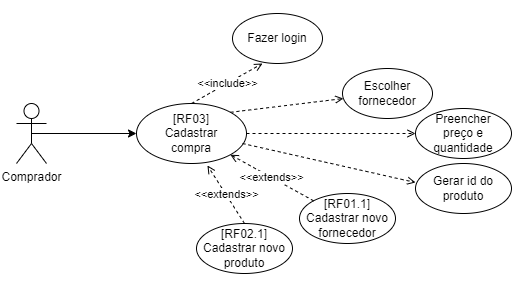 Fazer login
<<include>>
Escolher
fornecedor
[RF03]
Cadastrar
compra
Preencher
preço e
quantidade
Comprador
<<extends>>
Gerar id do
produto
<<extends>>
[RF01.1]
Cadastrar novo
fornecedor
[RF02.1]
Cadastrar novo
produto